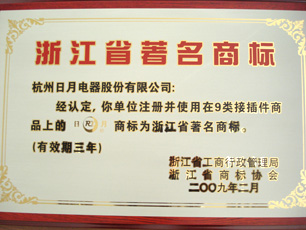 浙江省著名商标
杭州日月电器股份有限公司:
经认定,你单位注册并使用在9类接插件商
品上的 日 月 商标为浙江省著名商标。
(有效期三年)
浙江省工商行政管理局
浙江省商标协会
二〇〇九年二月